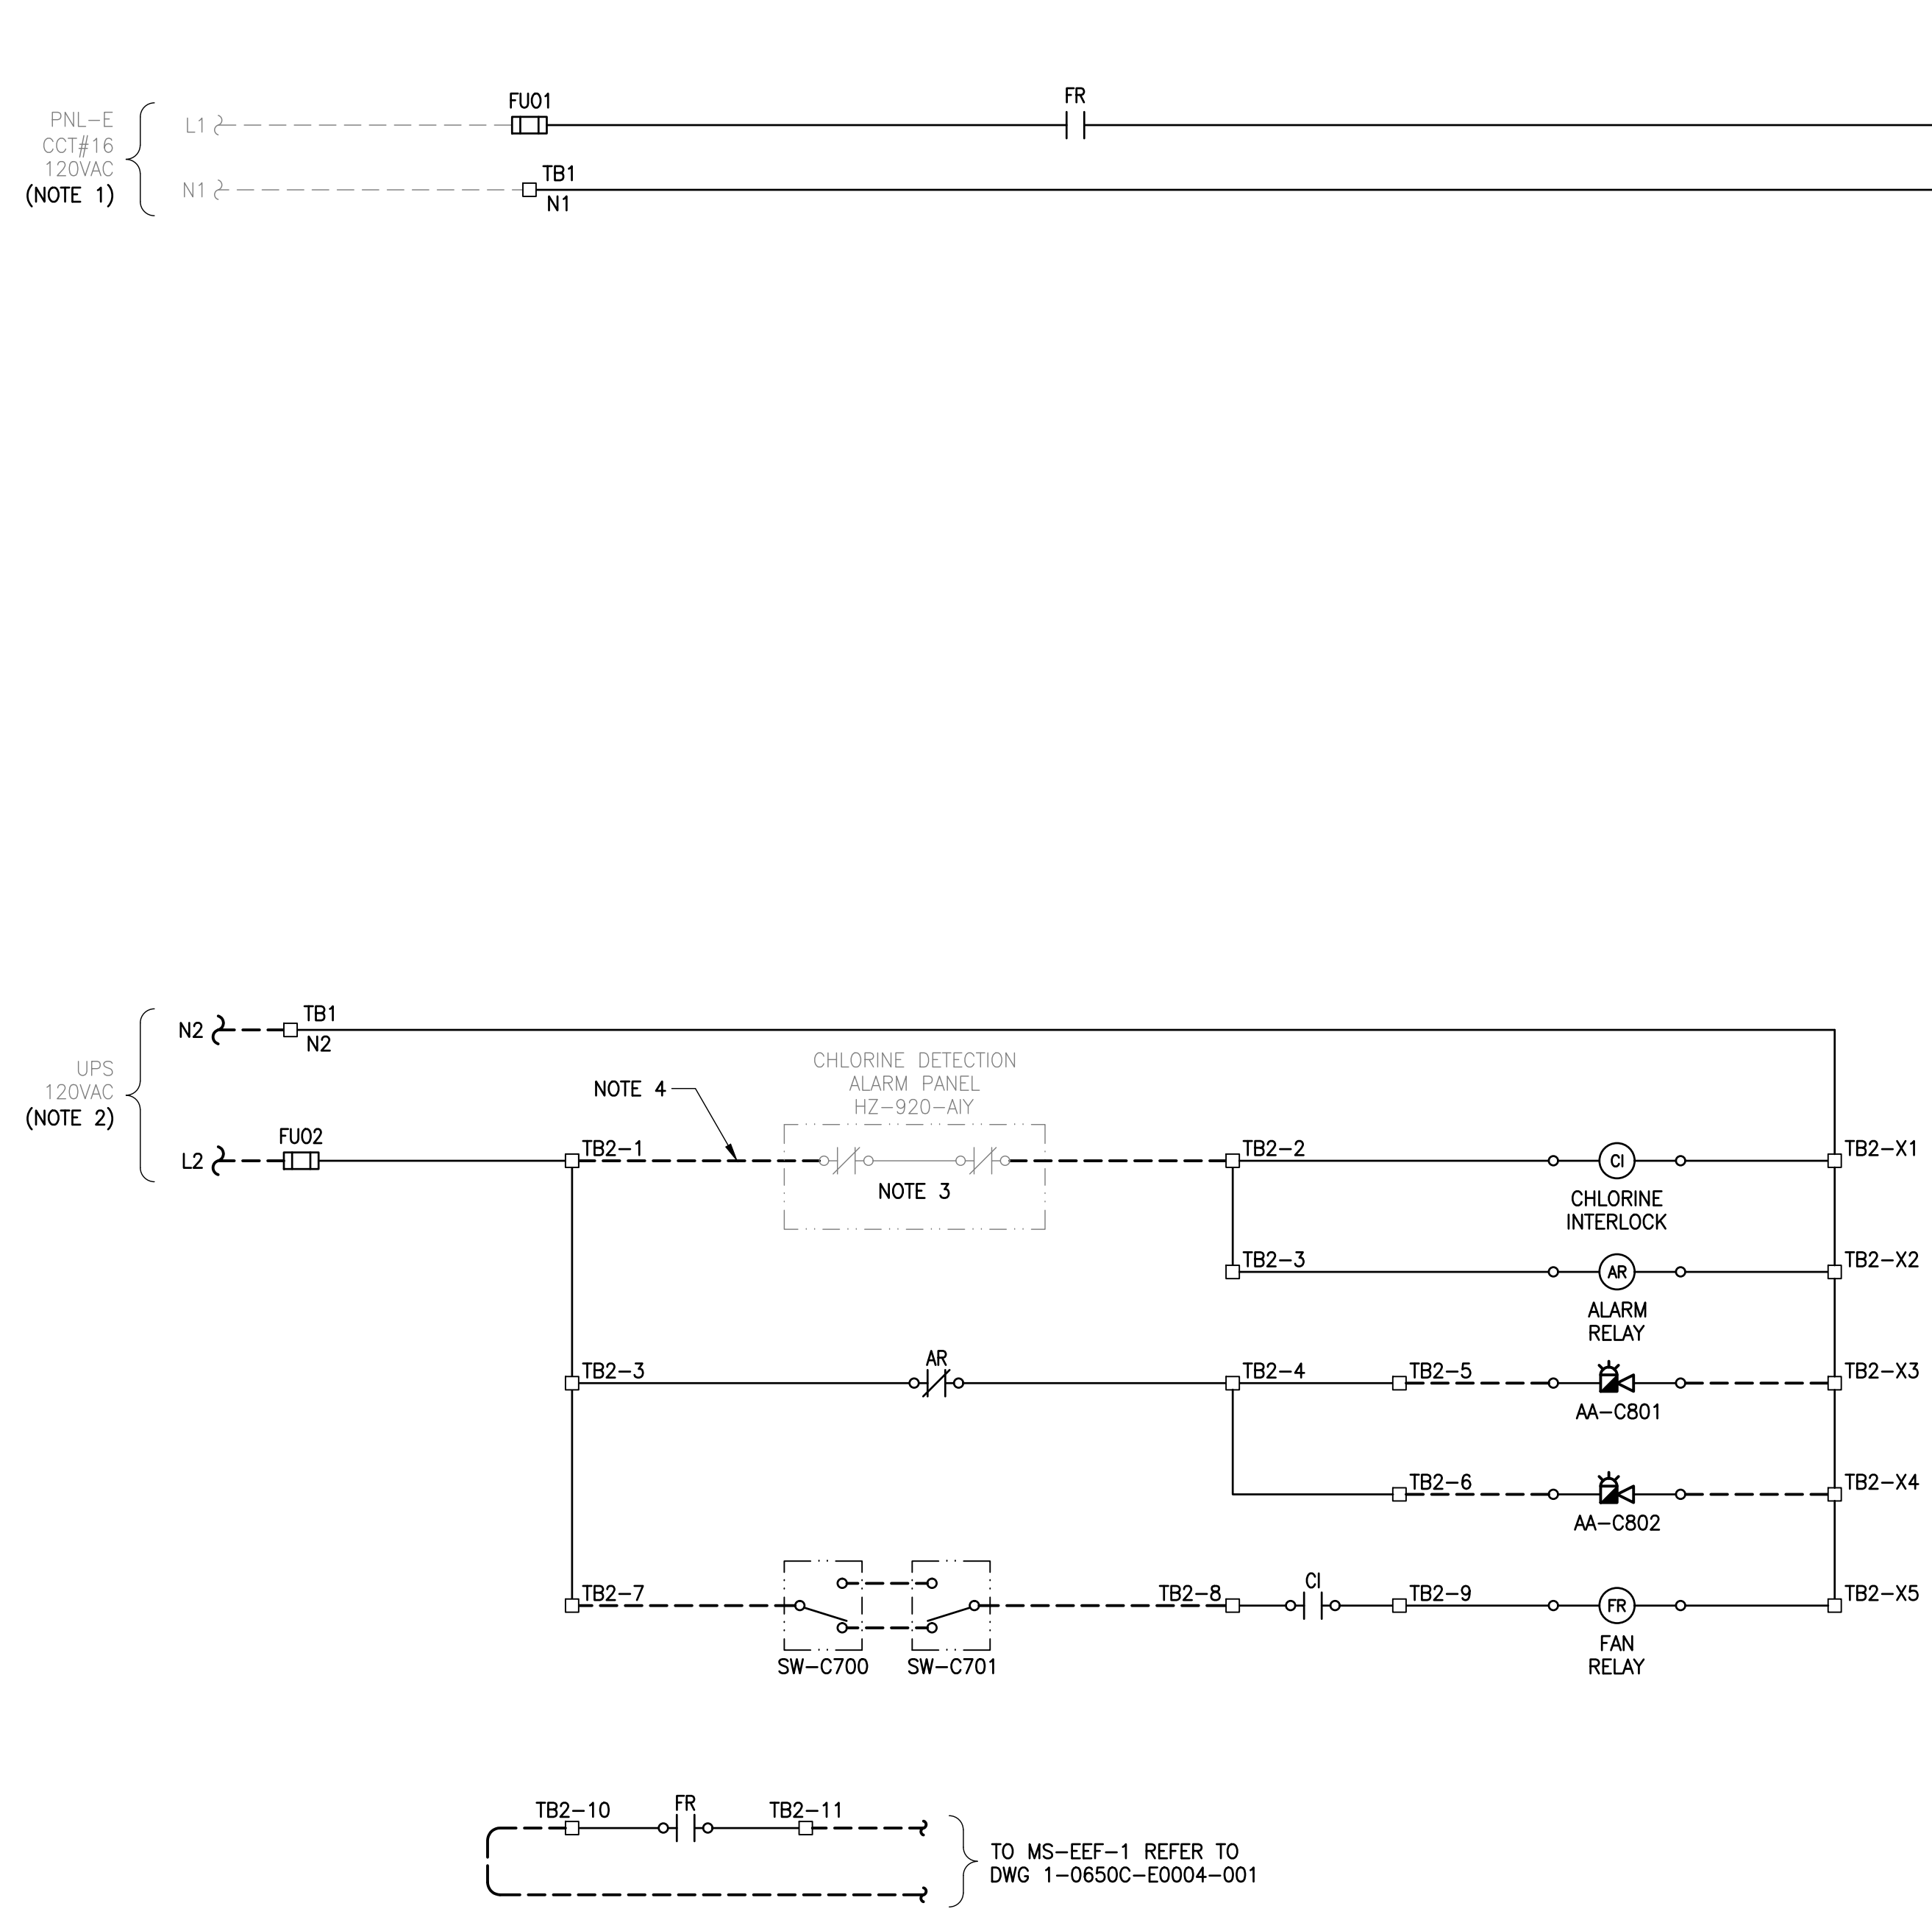 PNL-E
CCT#16
120VAC
(NOTE 1)
L1
FU01
FR
N1
TB1
N1
N2
TB1
N2
UPS
120VAC
(NOTE 2)
L2
FU02
NOTE 4
CHLORINE DETECTION
ALARM PANEL
HZ-920-AIY
TB2-1
NOTE 3
TB2-2
CI
CHLORINE
INTERLOCK
TB2-X1
TB2-3
AR
ALARM
RELAY
TB2-X2
TB2-3
AR
TB2-4
TB2-5
AA-C801
TB2-X3
TB2-6
AA-C802
TB2-X4
TB2-7
SW-C700
SW-C701
TB2-8
CI
TB2-9
FR
FAN
RELAY
TB2-X5
TB2-10
FR
TB2-11
TO MS-EEF-1 REFER TO
DWG 1-0650C-E0004-001